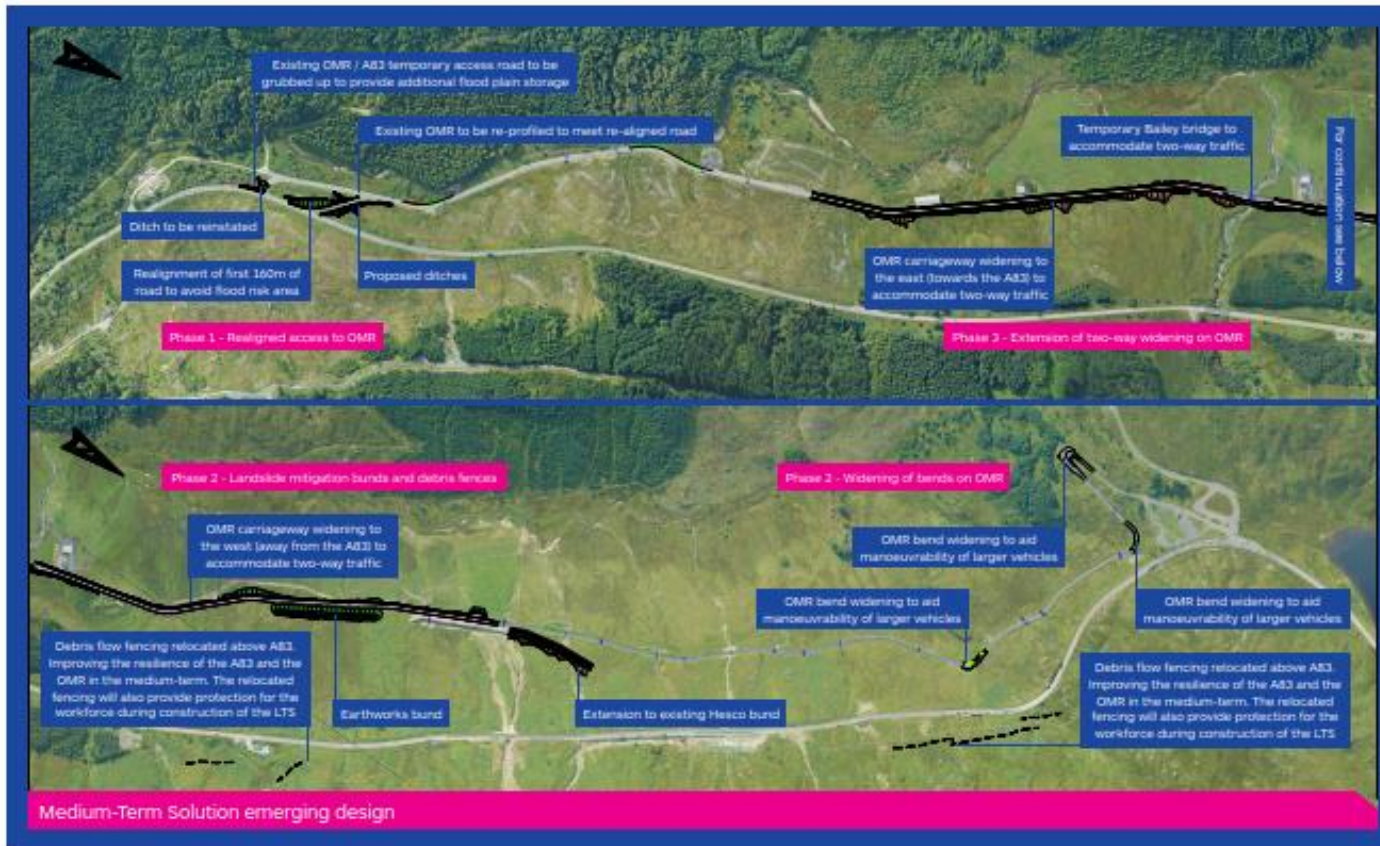 Existing OMR / A83 temporary access road to be
grubbed up to provide additional flood plain storage
Existing OMR to be re-profiled to meet re-aligned road
Temporary Bailey bridge to
accommodate two-way traffic
For continuation see below
Ditch to be reinstated
Realignment of first 160m of
road to avoid flood risk area
Proposed ditches
OMR carriageway widening to
the east (towards the A83) to
accommodate two-way traffic
Phase 1 - Realigned access to OMR
Phase 3 - Extension of two-way widening on OMR
Phase 2 - Landslide mitigation bunds and debris fences
Phase 2 - Widening of bends on OMR
OMR carriageway widening to
the west (away from the A83) to
accommodate two-way traffic
OMR bend widening to aid
manoeuvrability of larger vehicles
OMR bend widening to aid
manoeuvrability of larger vehicles
OMR bend widening to aid
manoeuvrability of larger vehicles
Debris flow fencing relocated above A83.
Improving the resilience of the A83 and the
OMR in the medium-term. The relocated
fencing will also provide protection for the
workforce during construction of the LTS
Earthworks bund
Extension to existing Hesco bund
Debris flow fencing relocated above A83.
Improving the resilience of the A83 and the
OMR in the medium-term. The relocated
fencing will also provide protection for the
workforce during construction of the LTS
Medium-Term Solution emerging design